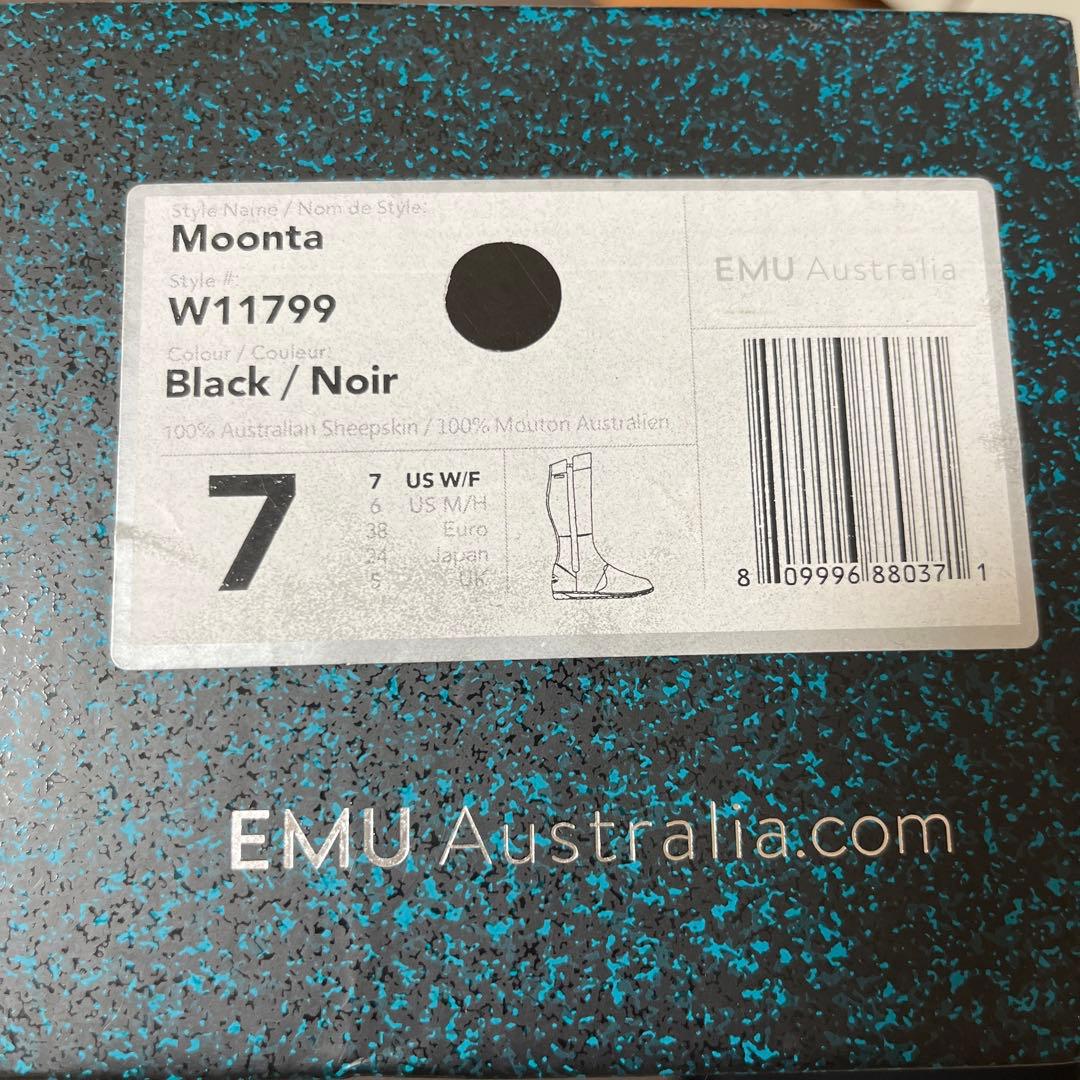 Style Name / Nom de Style:
Moonta
Style #:
W11799
Colour / Couleur:
Black / Noir
100% Australian Sheepskin / 100% Mouton Australien
7
7 US W/F
6 US M/H
38 Euro
24 Japan
5 UK
EMU Australia
8 09996 88037 1
EMU Australia.com